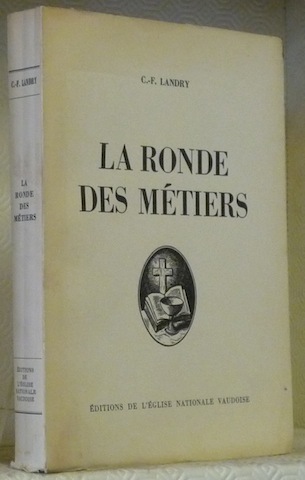 C.-F. LANDRY
LA
RONDE
DES
MÉTIERS
ÉDITIONS
DE
L'ÉGLISE
NATIONALE
VAUDOISE
C.-F. LANDRY
LA RONDE
DES MÉTIERS
ÉDITIONS DE L'ÉGLISE NATIONALE VAUDOISE